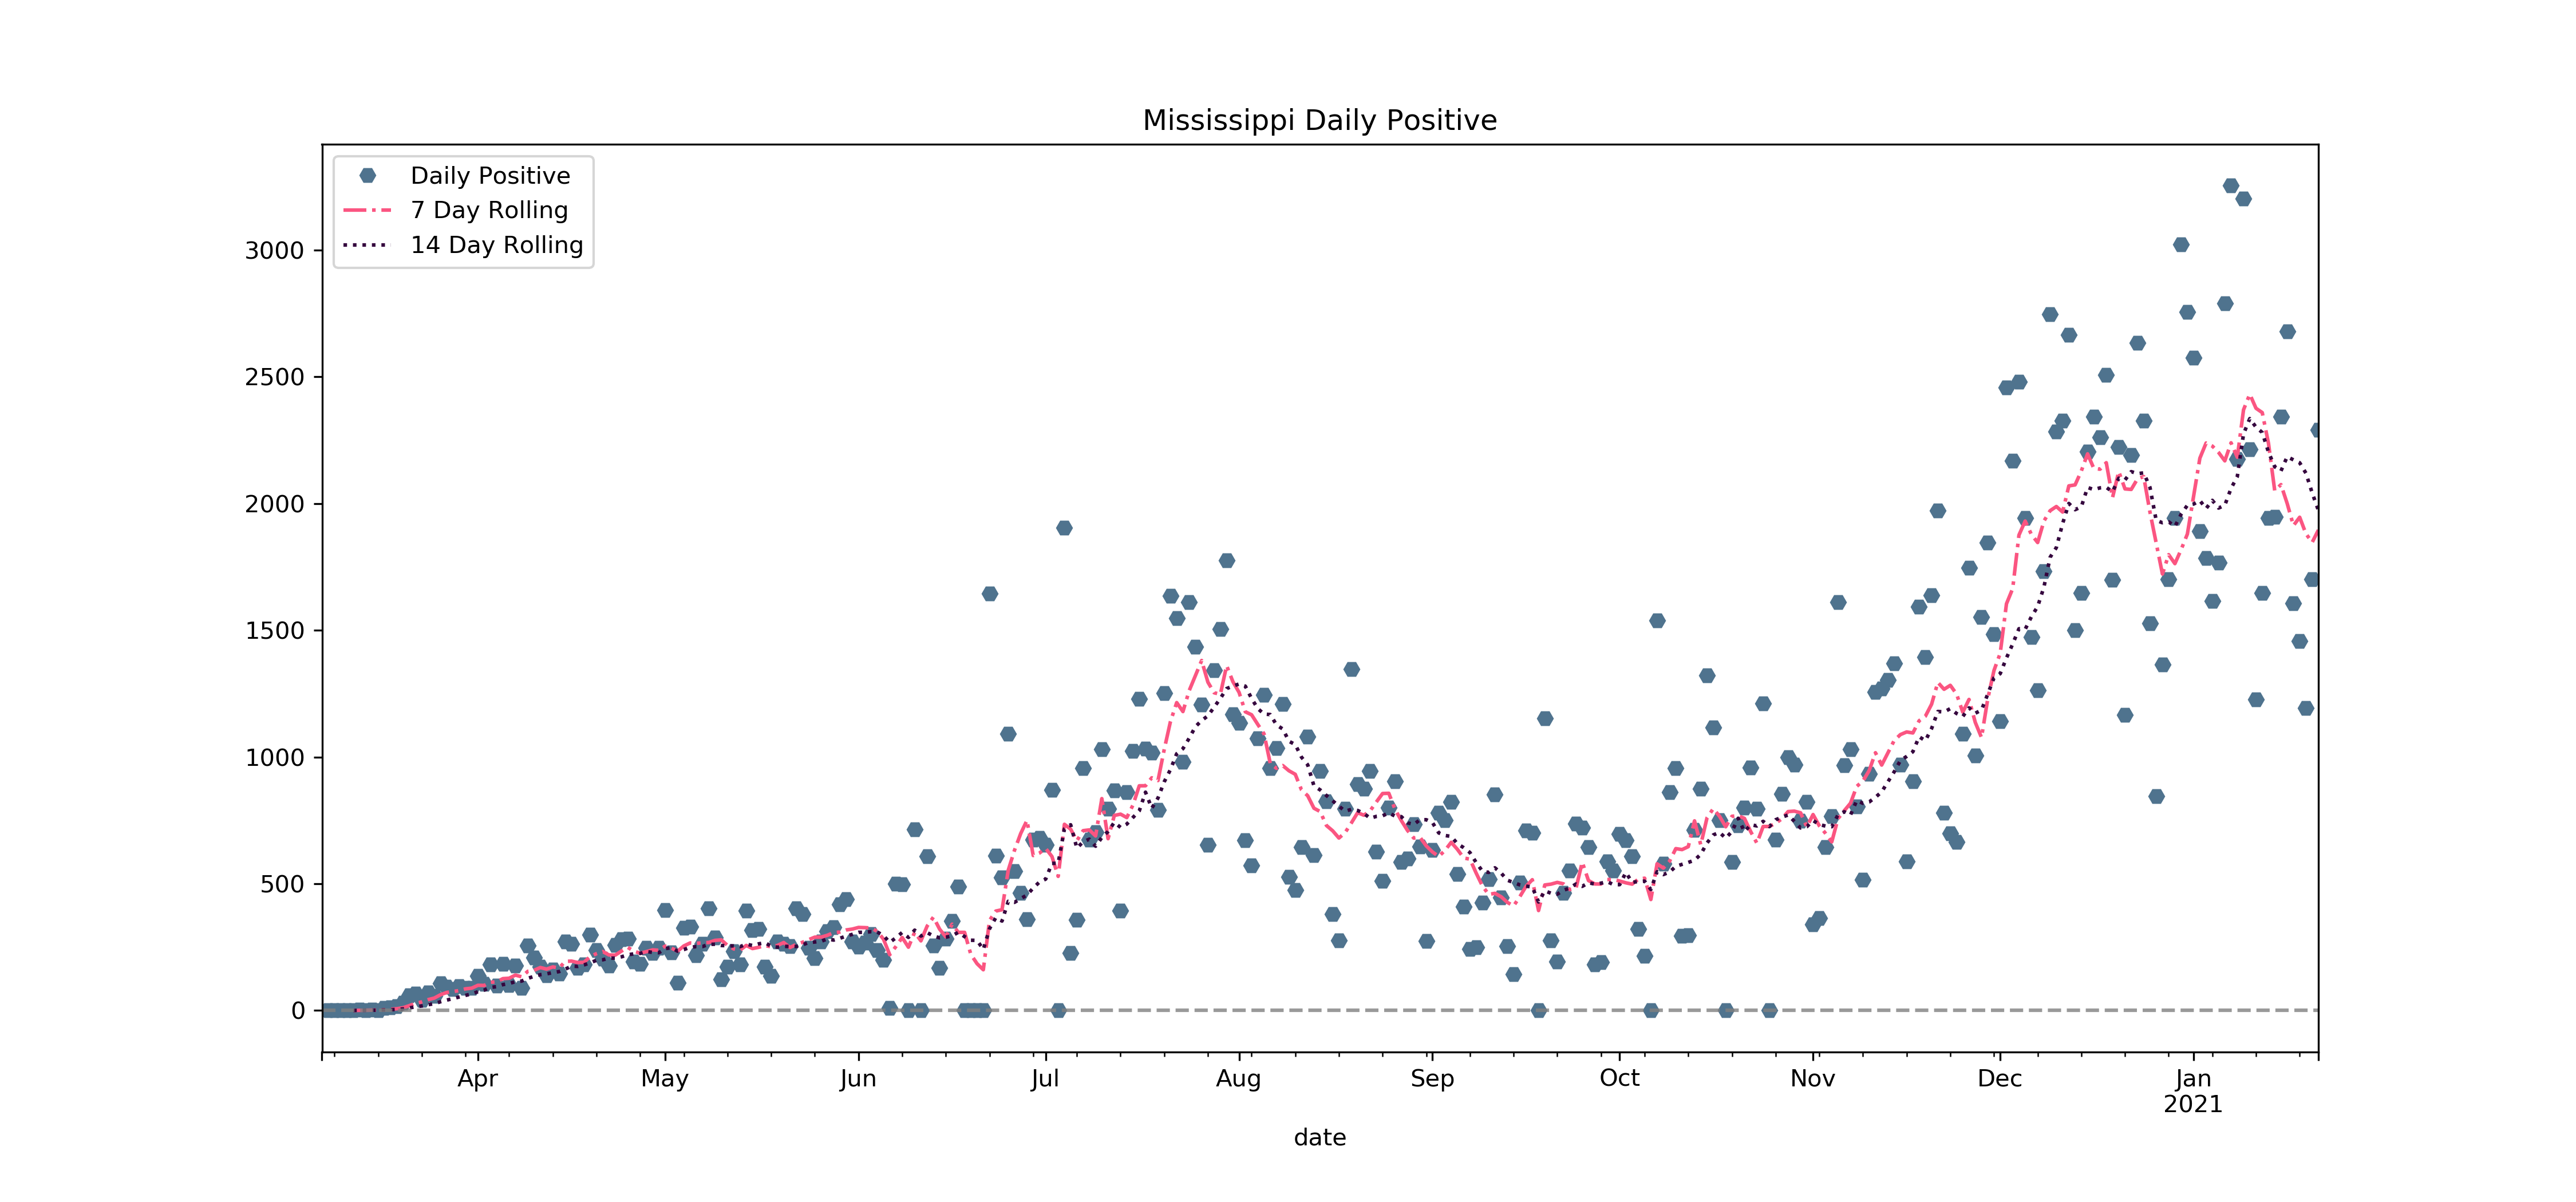 Mississippi Daily Positive
Daily Positive
7 Day Rolling
14 Day Rolling
3000
2500
2000
1500
1000
500
0
Apr May Jun Jul Aug Sep Oct Nov Dec Jan
2021
date